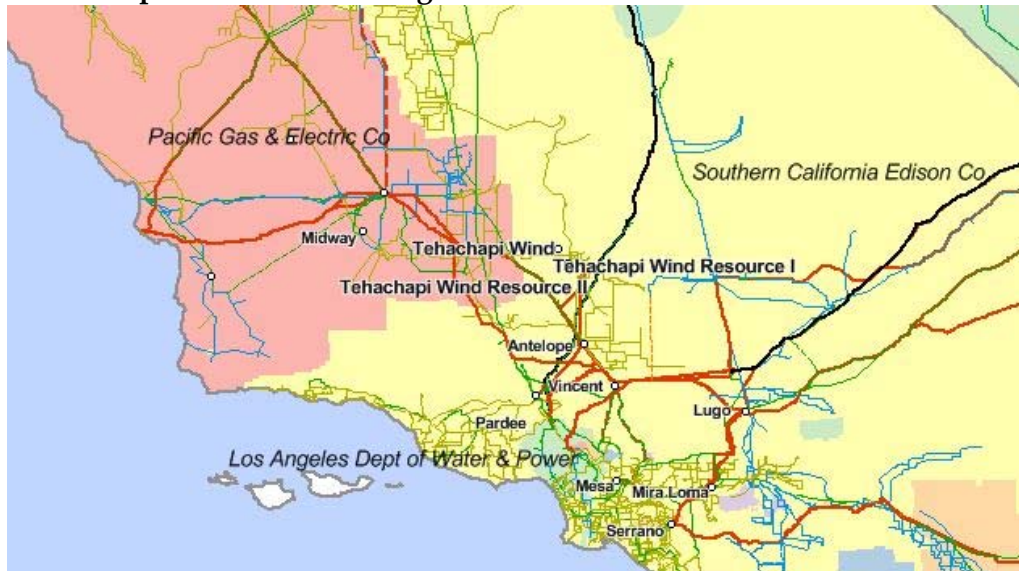 Pacific Gas & Electric Co
Southern California Edison Co
Midway
Tehachapi Wind
Tehachapi Wind Resource I
Tehachapi Wind Resource II
Antelope
Vincent
Pardee
Lugo
Los Angeles Dept of Water & Power
Mesa
Mira Loma
Serrano